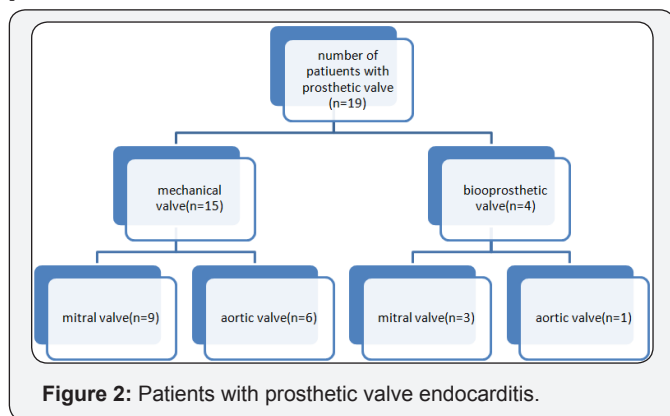 number of
patiuents with
prosthetic valve
(n=19)
mechanical
valve(n=15)
biooprosthetic
valve(n=4)
mitral valve(n=9)
aortic valve(n=6)
mitral valve(n=3)
aortic valve(n=1)
Figure 2: Patients with prosthetic valve endocarditis.